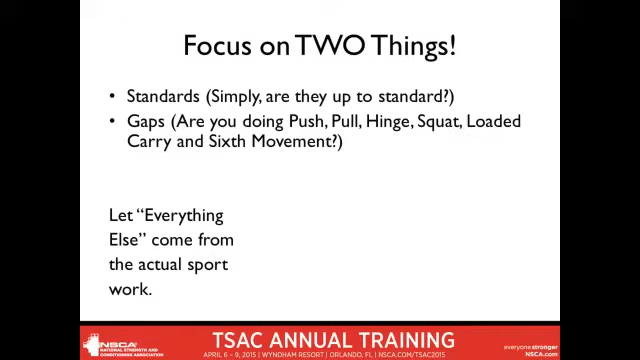 Focus on TWO Things!
• Standards (Simply, are they up to standard?)
• Gaps (Are you doing Push, Pull, Hinge, Squat, Loaded
Carry and Sixth Movement?)
Let “Everything
Else” come from
the actual sport
work.
NSCA
NATIONAL STRENGTH AND
CONDITIONING ASSOCIATION
TSAC ANNUAL TRAINING
APRIL 6 – 9, 2015 | WYNDHAM RESORT | ORLANDO, FL | NSCA.COM/TSAC2015
everyone stronger
NSCA.com